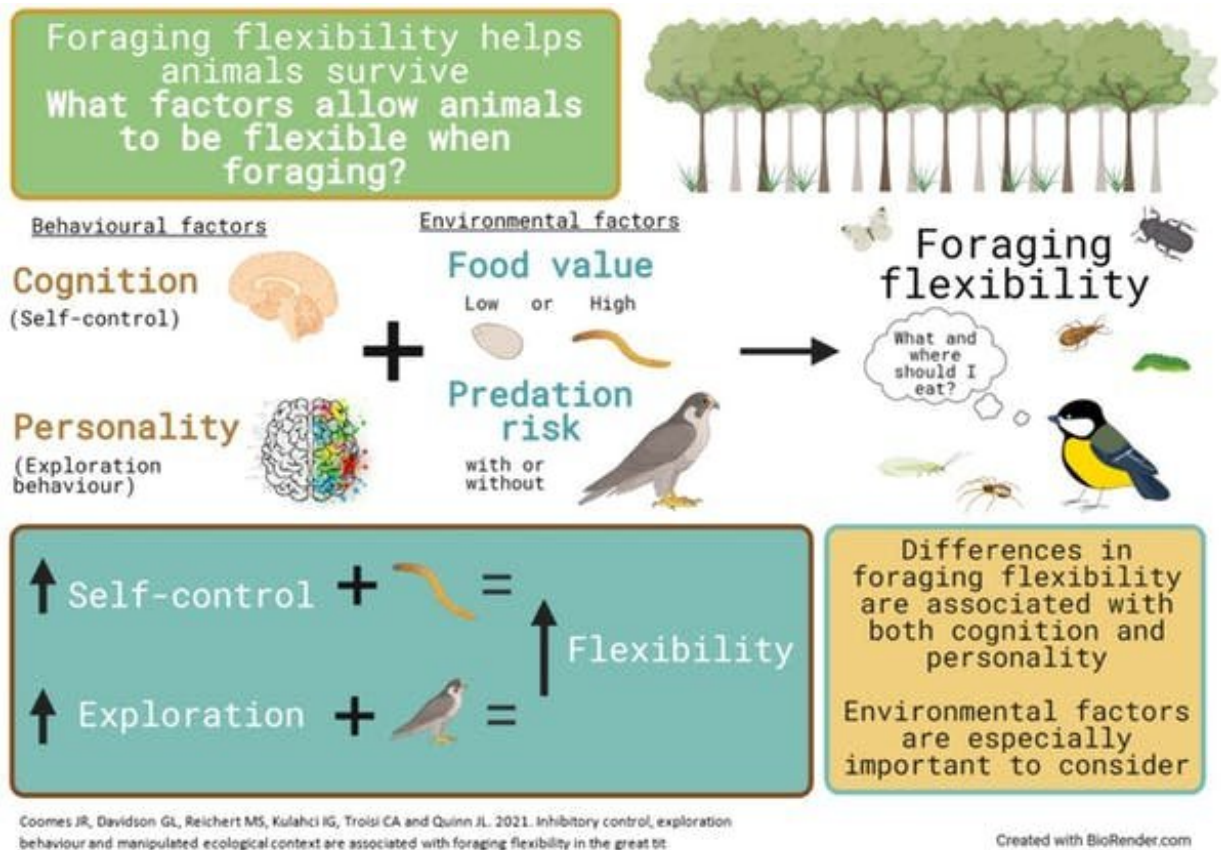 Foraging flexibility helps
animals survive
What factors allow animals
to be flexible when
foraging?
Behavioural factors
Cognition
(Self-control)
Personality
(Exploration
behaviour)
+
Environmental factors
Food value
Low or High
Predation
risk
with or
without
Foraging
flexibility
What and
where
should I
eat?
Self-control + =
Exploration + =
Flexibility
Differences in
foraging flexibility
are associated with
both cognition and
personality
Environmental factors
are especially
important to consider
Coomes JR, Davidson GL, Reichert MS, Kulahci IG, Troisi CA and Quinn JL. 2021. Inhibitory control, exploration
behaviour and manipulated ecological context are associated with foraging flexibility in the great tit
Created with BioRender.com